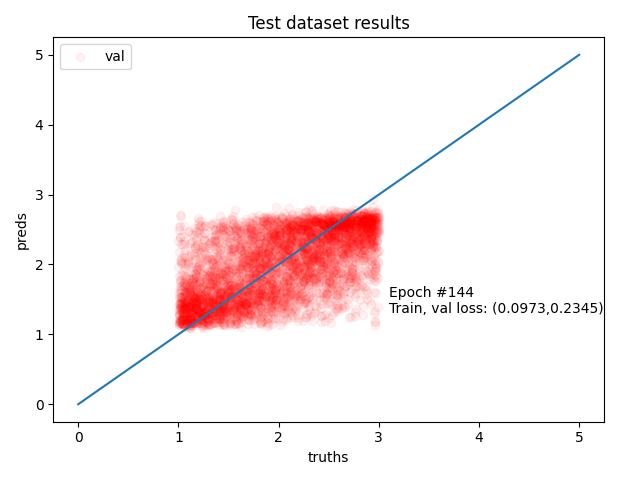 Test dataset results
val
5
4
3
2
1
0
preds
Epoch #144
Train, val loss: (0.0973,0.2345)
0 1 2 3 4 5
truths